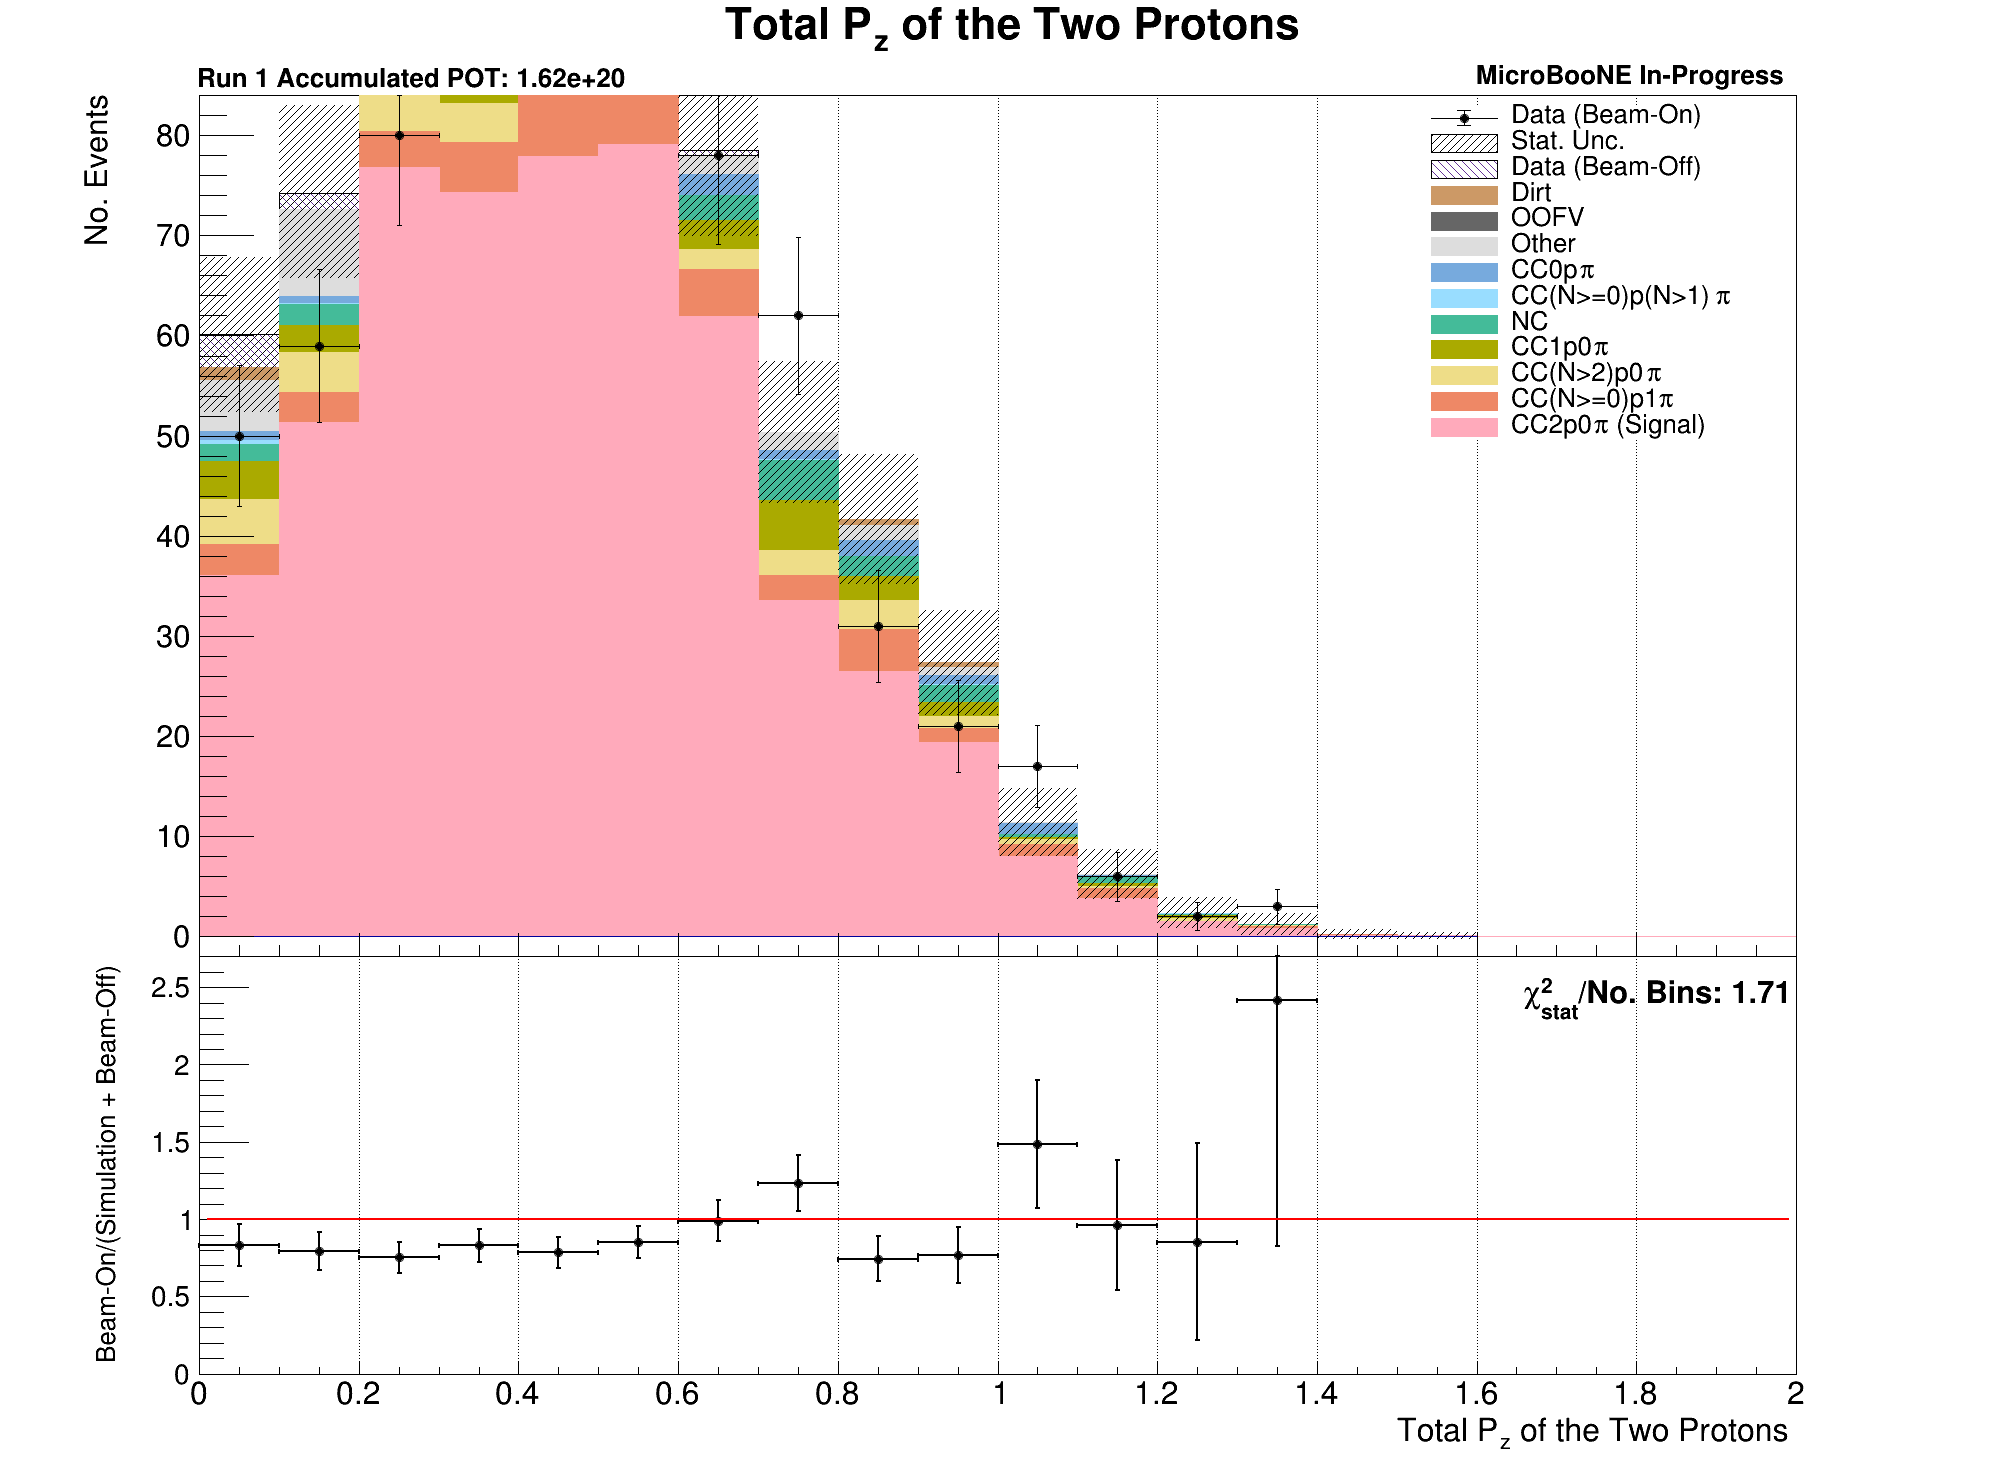 Total Pz of the Two Protons
Run 1 Accumulated POT: 1.62e+20
MicroBooNE In-Progress
No. Events
80
70
60
50
40
30
20
10
0
Data (Beam-On)
Stat. Unc.
Data (Beam-Off)
Dirt
OOFV
Other
CC0pπ
CC(N>=0)p(N>1) π
NC
CC1p0π
CC(N>2)p0π
CC(N>=0)p1π
CC2p0π (Signal)
Beam-On/(Simulation + Beam-Off)
2.5
2
1.5
1
0.5
0
χ²stat/No. Bins: 1.71
0 0.2 0.4 0.6 0.8 1 1.2 1.4 1.6 1.8 2
Total Pz of the Two Protons